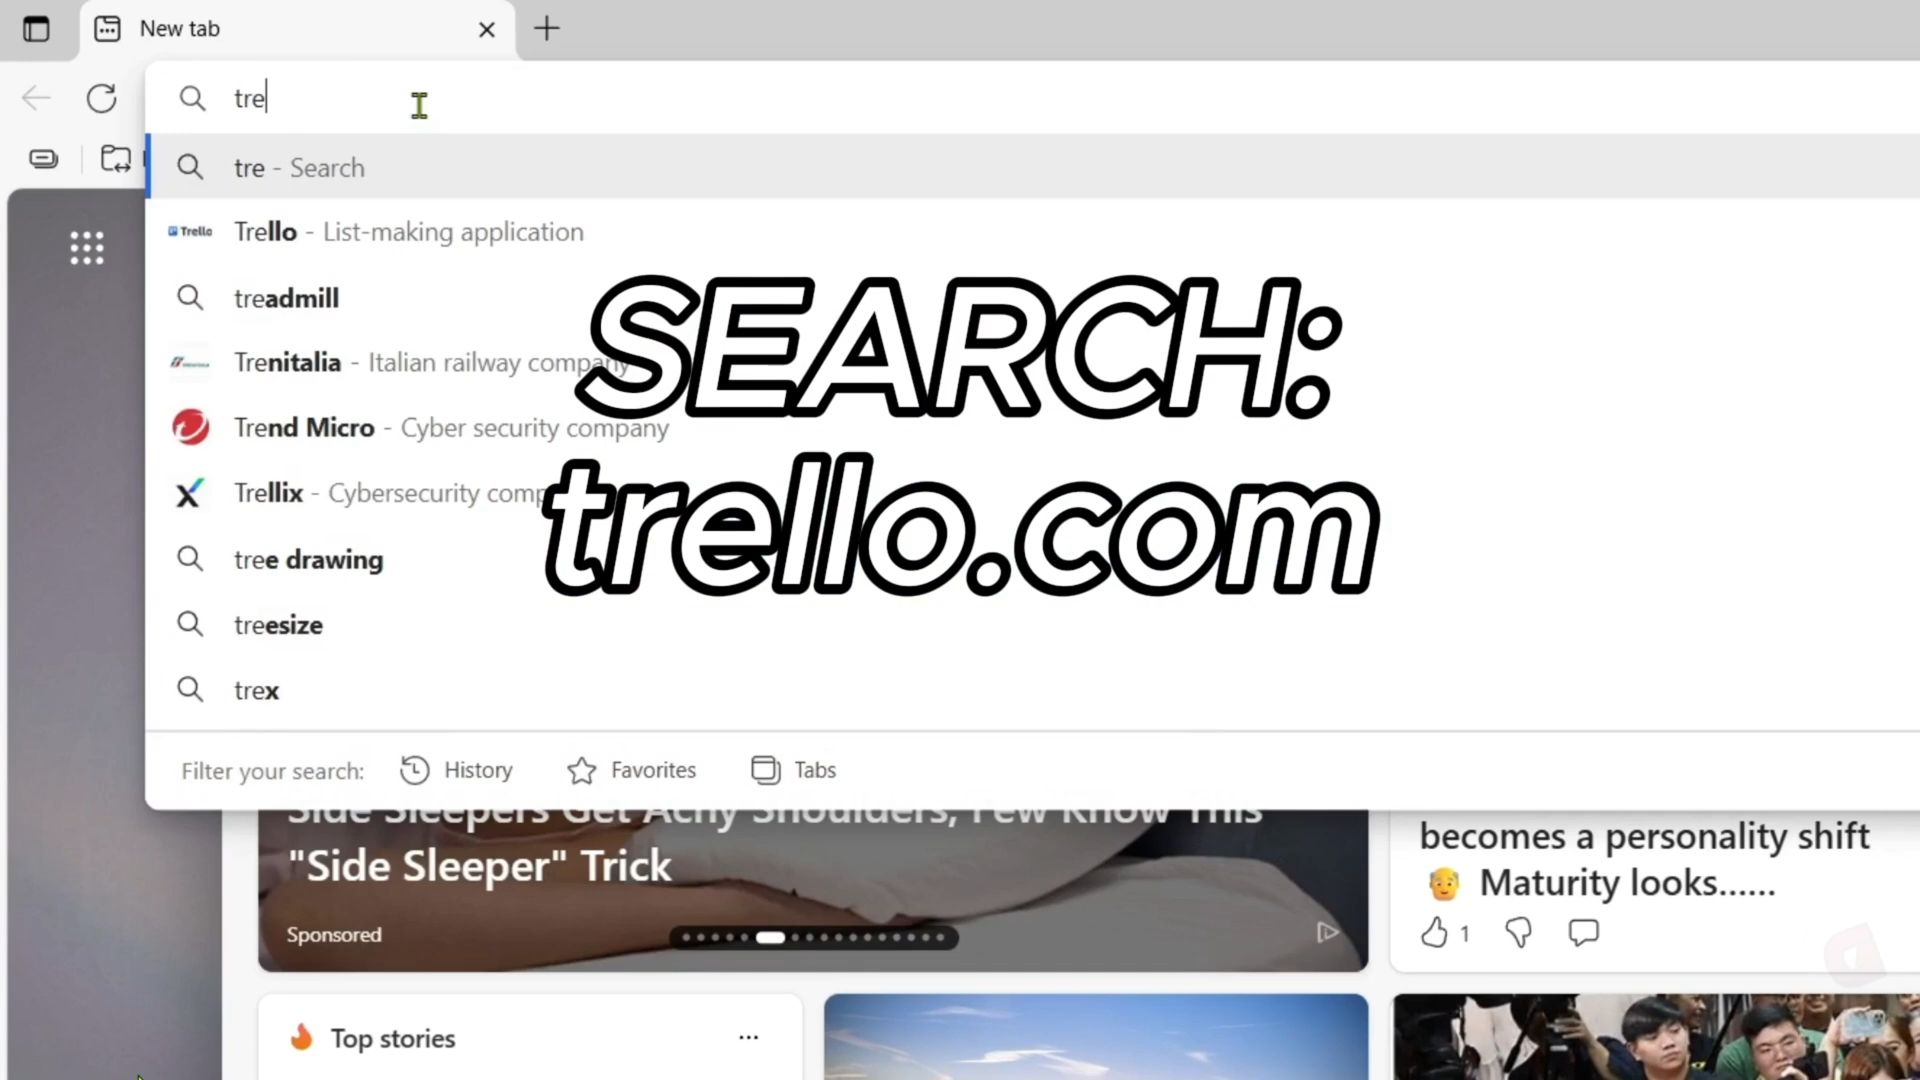 New tab
tre
tre - Search
Trello
Trello - List-making application
treadmill
Trenitalia - Italian railway company
Trend Micro - Cyber security company
Trellix - Cybersecurity comp
tree drawing
treesize
trex
SEARCH:
trello.com
Filter your search:
History
Favorites
Tabs
Side Sleepers Get Achy Shoulders, Few Know This
"Side Sleeper" Trick
Sponsored
becomes a personality shift
Maturity looks......
1
Top stories